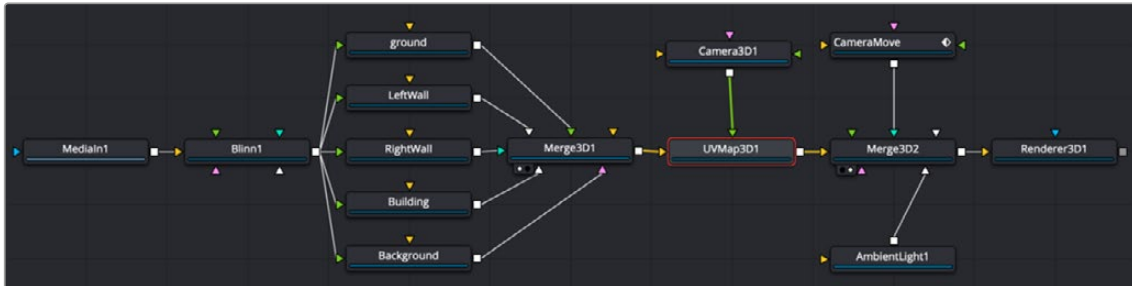 ground
Camera3D1
CameraMove
LeftWall
MediaIn1
Blinn1
RightWall
Merge3D1
UVMap3D1
Merge3D2
Renderer3D1
Building
Background
AmbientLight1